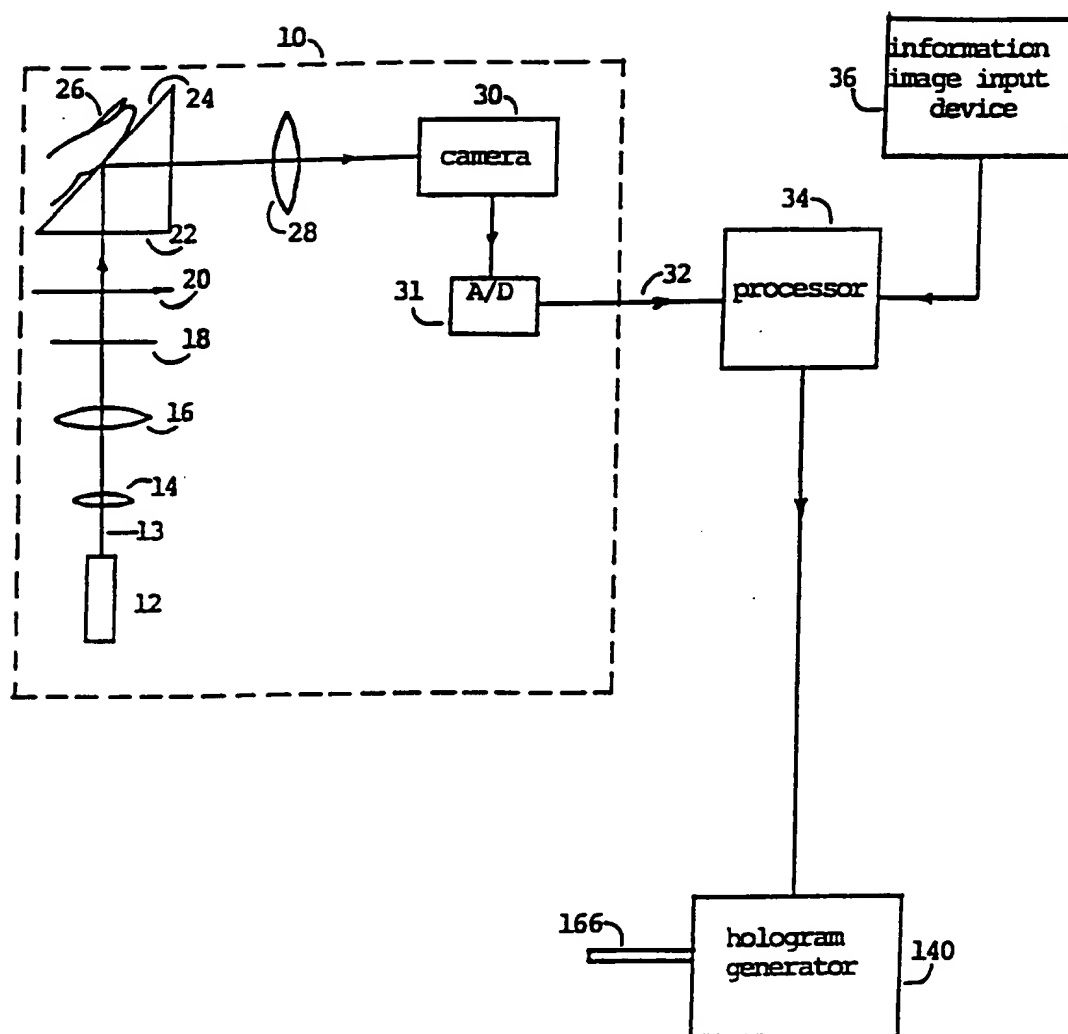 10
information
image input
device
36
26
24
30
camera
28
22
34
processor
20
31
A/D
32
18
16
14
13
12
166
hologram
generator
140